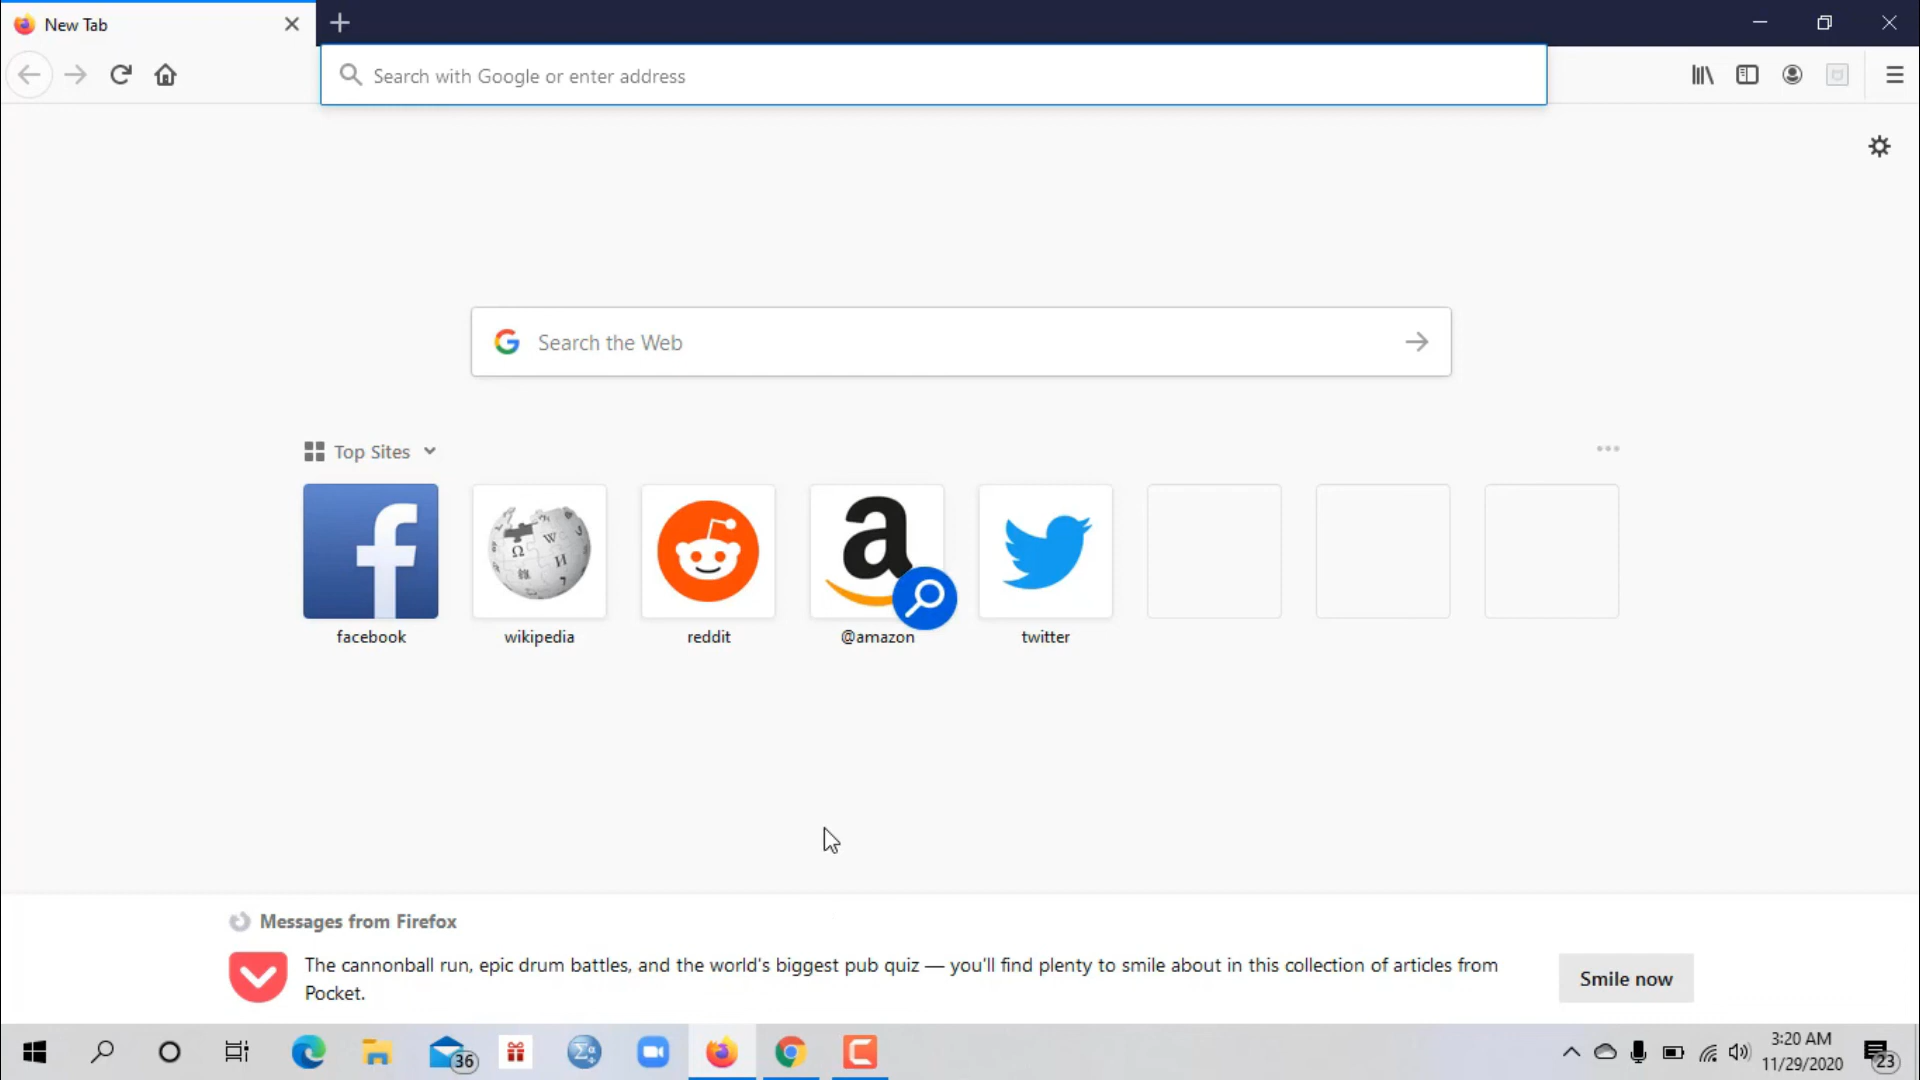 New Tab
Search with Google or enter address
Search the Web
Top Sites
facebook
wikipedia
reddit
@amazon
twitter
Messages from Firefox
The cannonball run, epic drum battles, and the world's biggest pub quiz — you'll find plenty to smile about in this collection of articles from
Pocket.
Smile now
36
3:20 AM
11/29/2020
23